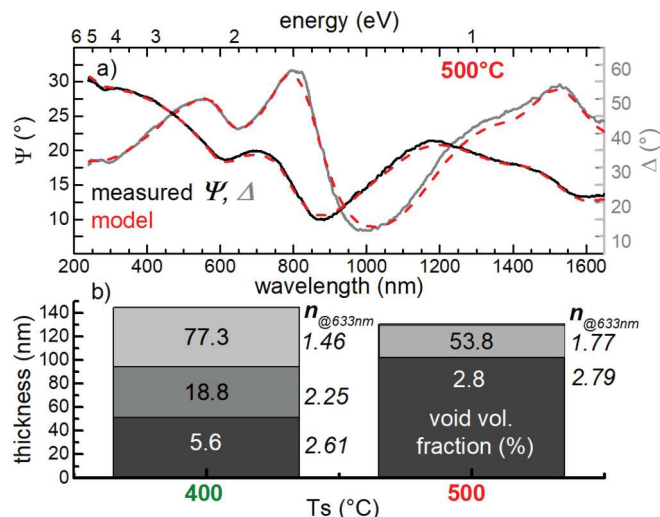 energy (eV)
6 5 4 3 2 1
a) 500°C
30 60
25 50
20 40
15 30
10 20
10
Ψ (°)
Δ (°)
measured Ψ, Δ
model
200 400 600 800 1000 1200 1400 1600
wavelength (nm)
b)
140
120
100
80
60
40
20
0
thickness (nm)
n@633nm n@633nm
77.3 1.46 53.8 1.77
18.8 2.25 2.8 2.79
void vol.
fraction (%)
5.6 2.61
400 500
Ts (°C)